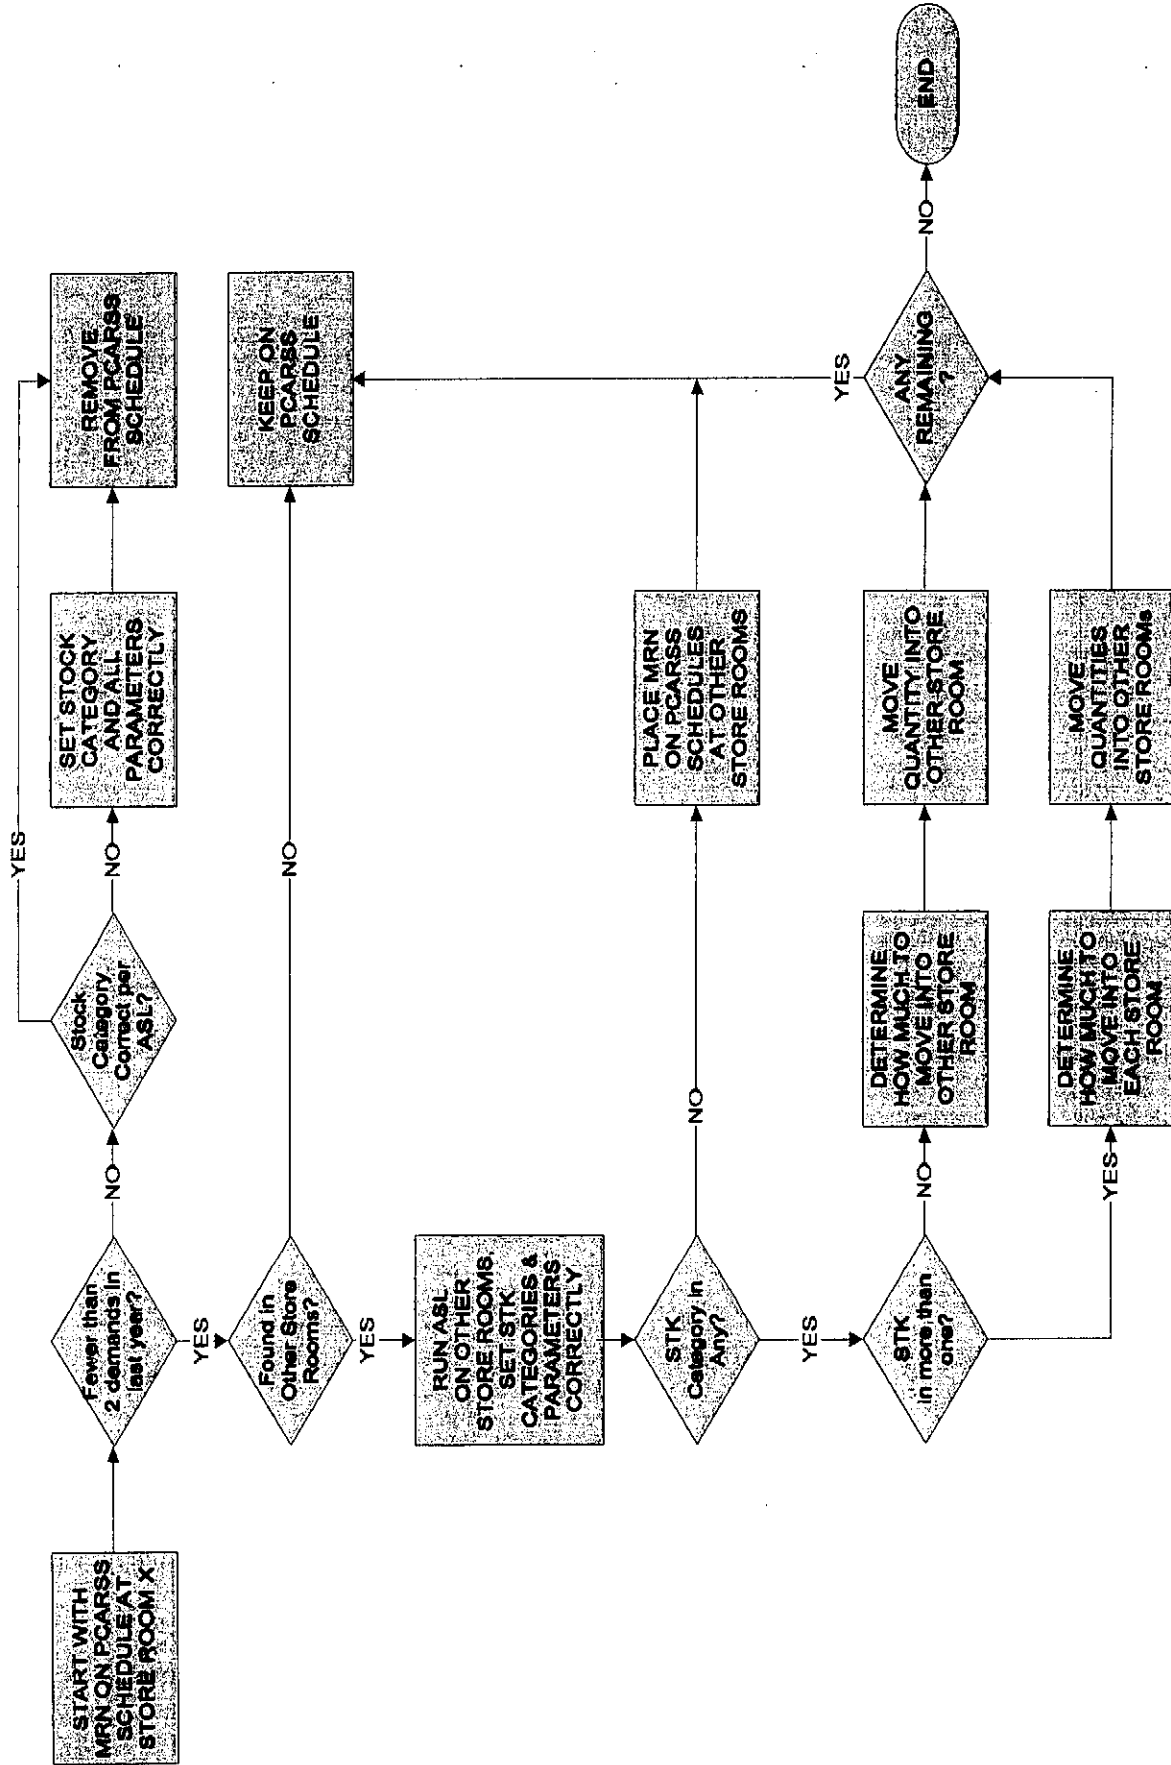 YES
START WITH
MRN ON PCARSS
SCHEDULE AT
STORE ROOM X
Fewer than
2 demands in
last year?
NO
Stock
Category
Correct per
ASL?
NO
SET STOCK
CATEGORY
AND ALL
PARAMETERS
CORRECTLY
REMOVE
FROM PCARSS
SCHEDULE
YES
Found in
Other Store
Rooms?
NO
KEEP ON
PCARSS
SCHEDULE
YES
RUN ASL
ON OTHER
STORE ROOMS,
SET STK
CATEGORIES &
PARAMETERS
CORRECTLY
STK
Category in
Any?
NO
PLACE MRN
ON PCARSS
SCHEDULES
AT OTHER
STORE ROOMS
YES
YES
STK
in more than
one?
NO
DETERMINE
HOW MUCH TO
MOVE INTO
OTHER STORE
ROOM
MOVE
QUANTITY INTO
OTHER STORE
ROOM
ANY
REMAINING
?
NO
END
YES
DETERMINE
HOW MUCH TO
MOVE INTO
EACH STORE
ROOM
MOVE
QUANTITIES
INTO OTHER
STORE ROOMs